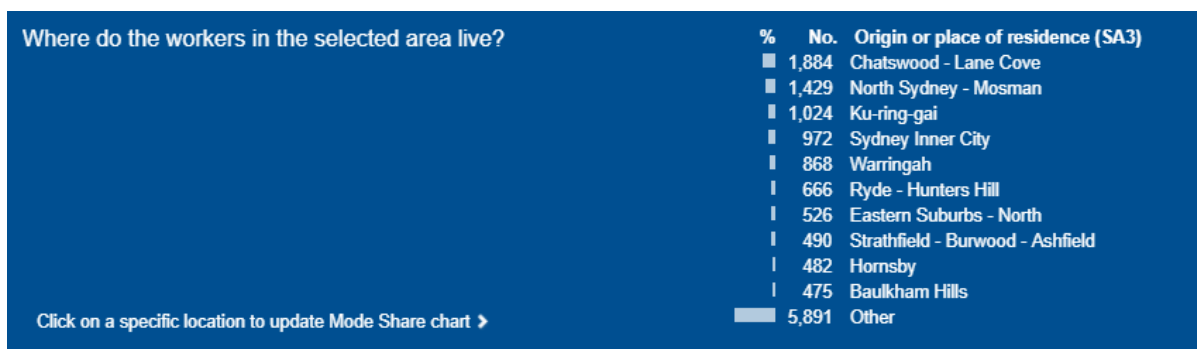 Where do the workers in the selected area live?
% No. Origin or place of residence (SA3)
1,884 Chatswood - Lane Cove
1,429 North Sydney - Mosman
1,024 Ku-ring-gai
972 Sydney Inner City
868 Warringah
666 Ryde - Hunters Hill
526 Eastern Suburbs - North
490 Strathfield - Burwood - Ashfield
482 Hornsby
475 Baulkham Hills
5,891 Other
Click on a specific location to update Mode Share chart >